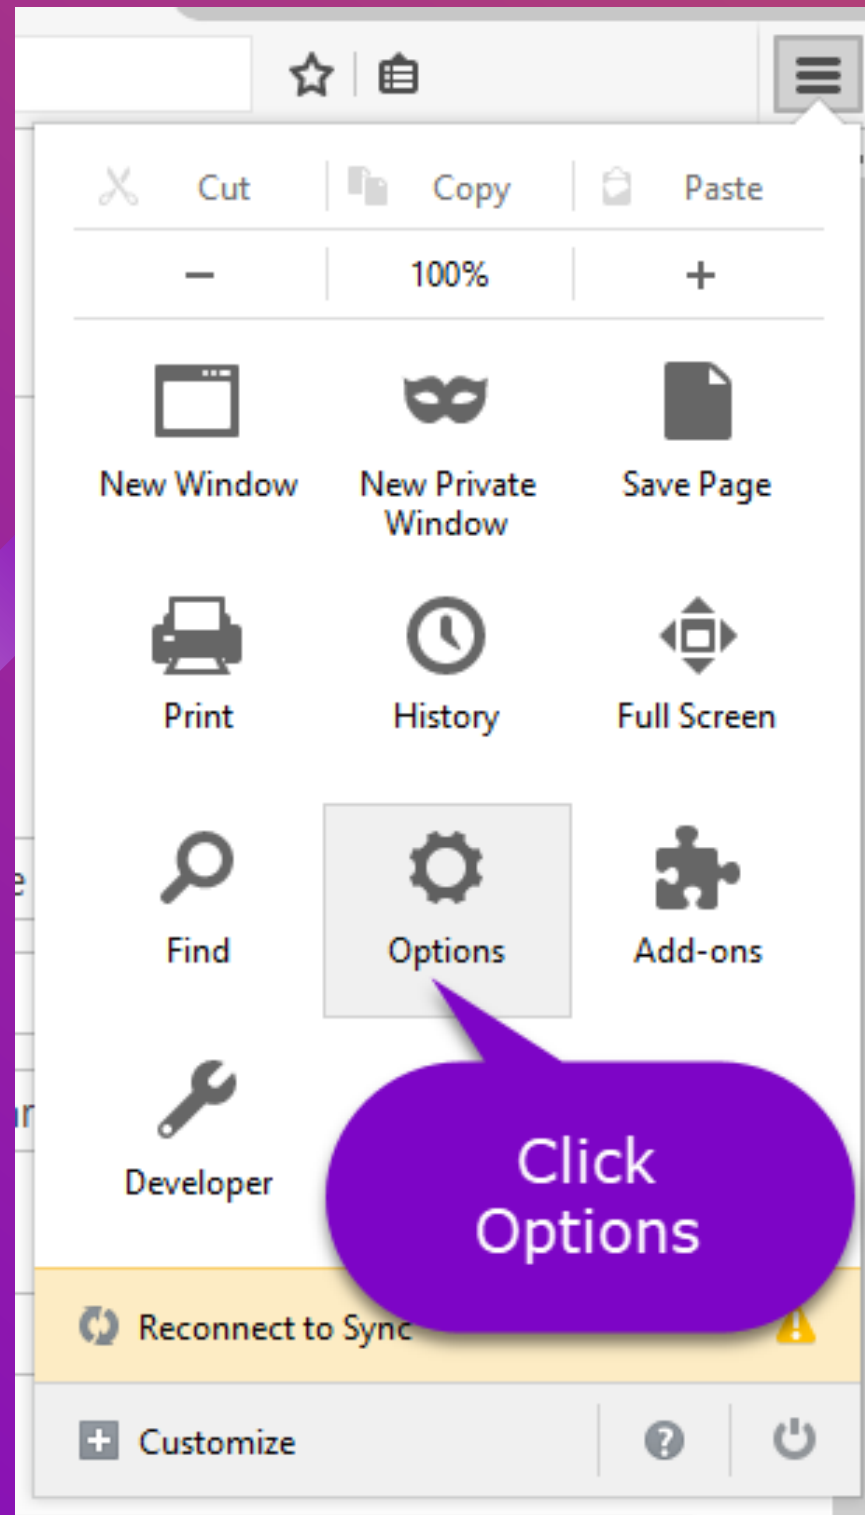 Cut Copy Paste
100%
New Window New Private Save Page
Window
Print History Full Screen
e
Find Options Add-ons
Click
Options
Developer
Reconnect to Sync
Customize